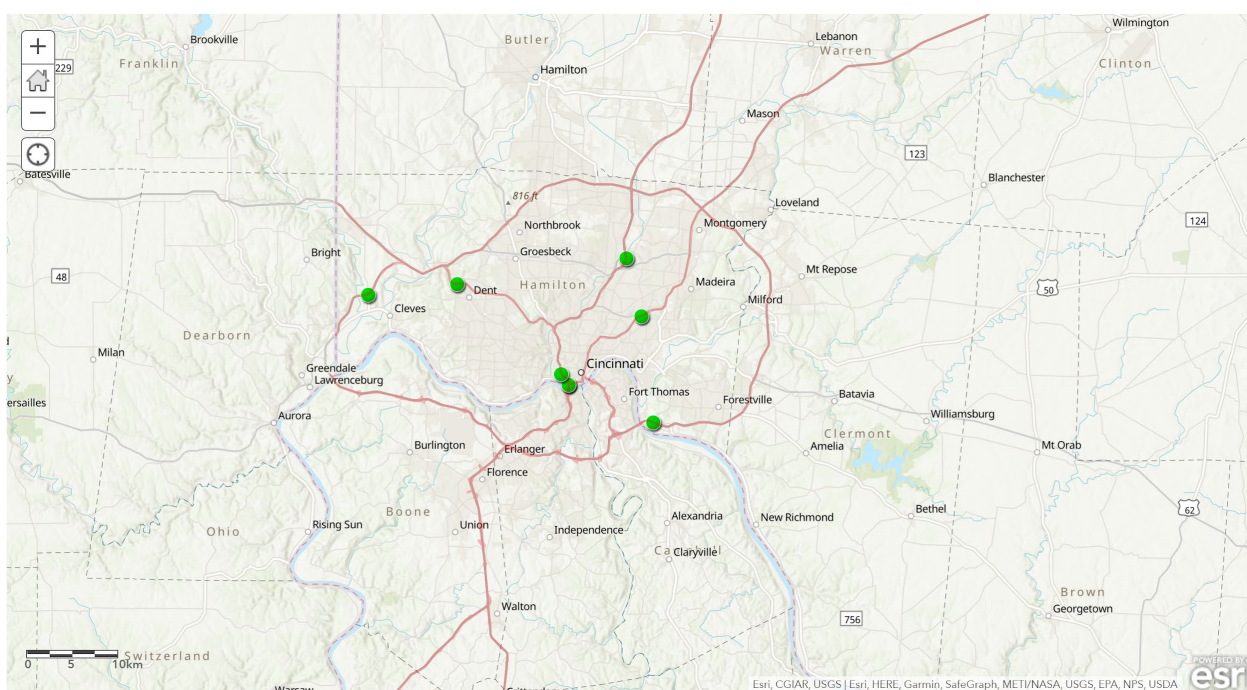 Wilmington
Brookville
Butler
Lebanon
Warren
Franklin
229
Hamilton
Clinton
Mason
123
Batesville
Blanchester
816 ft
Loveland
Northbrook
Montgomery
124
Bright
Groesbeck
48
Hamilton
Madeira
Mt Repose
50
Dent
Milford
Cleves
Dearborn
Milan
Cincinnati
Greendale
Lawrenceburg
ersailles
Fort Thomas
Forestville
Batavia
Aurora
Williamsburg
Clermont
Burlington
Erlanger
Amelia
Mt Orab
Florence
Boone
62
Bethel
Rising Sun
Ohio
Union
Independence
Alexandria
New Richmond
Claryville
Brown
Walton
Georgetown
756
0 5 10km
Switzerland
POWERED BY
esri
Esri, CGIAR, USGS | Esri, HERE, Garmin, SafeGraph, METI/NASA, USGS, EPA, NPS, USDA